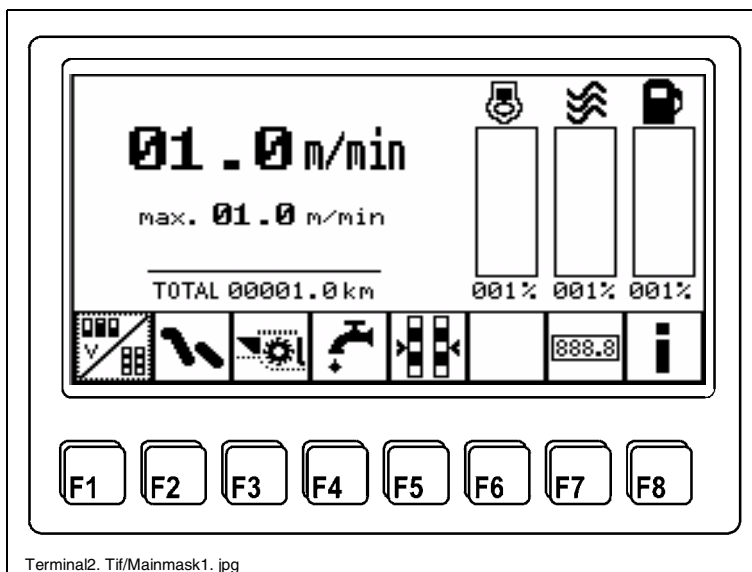 01.0 m/min
max. 01.0 m/min
TOTAL 00001.0 km
001% 001% 001%
V
888.8
i
F1 F2 F3 F4 F5 F6 F7 F8
Terminal2. Tif/Mainmask1. jpg